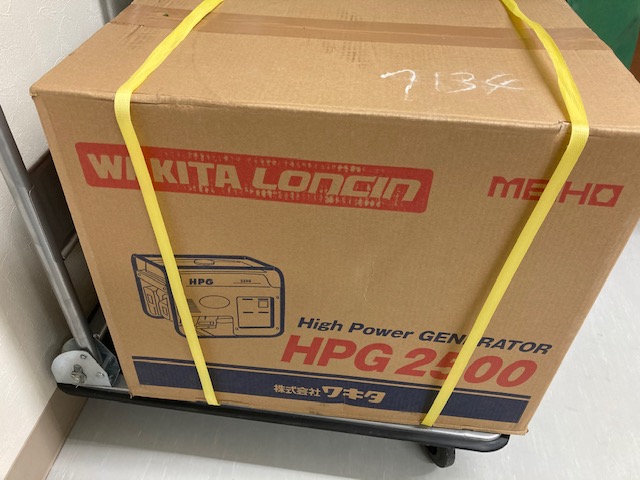 7134
WAKITA LONCIN
MEIHO
HPG
High Power GENERATOR
HPG 2500
株式会社 ワキタ